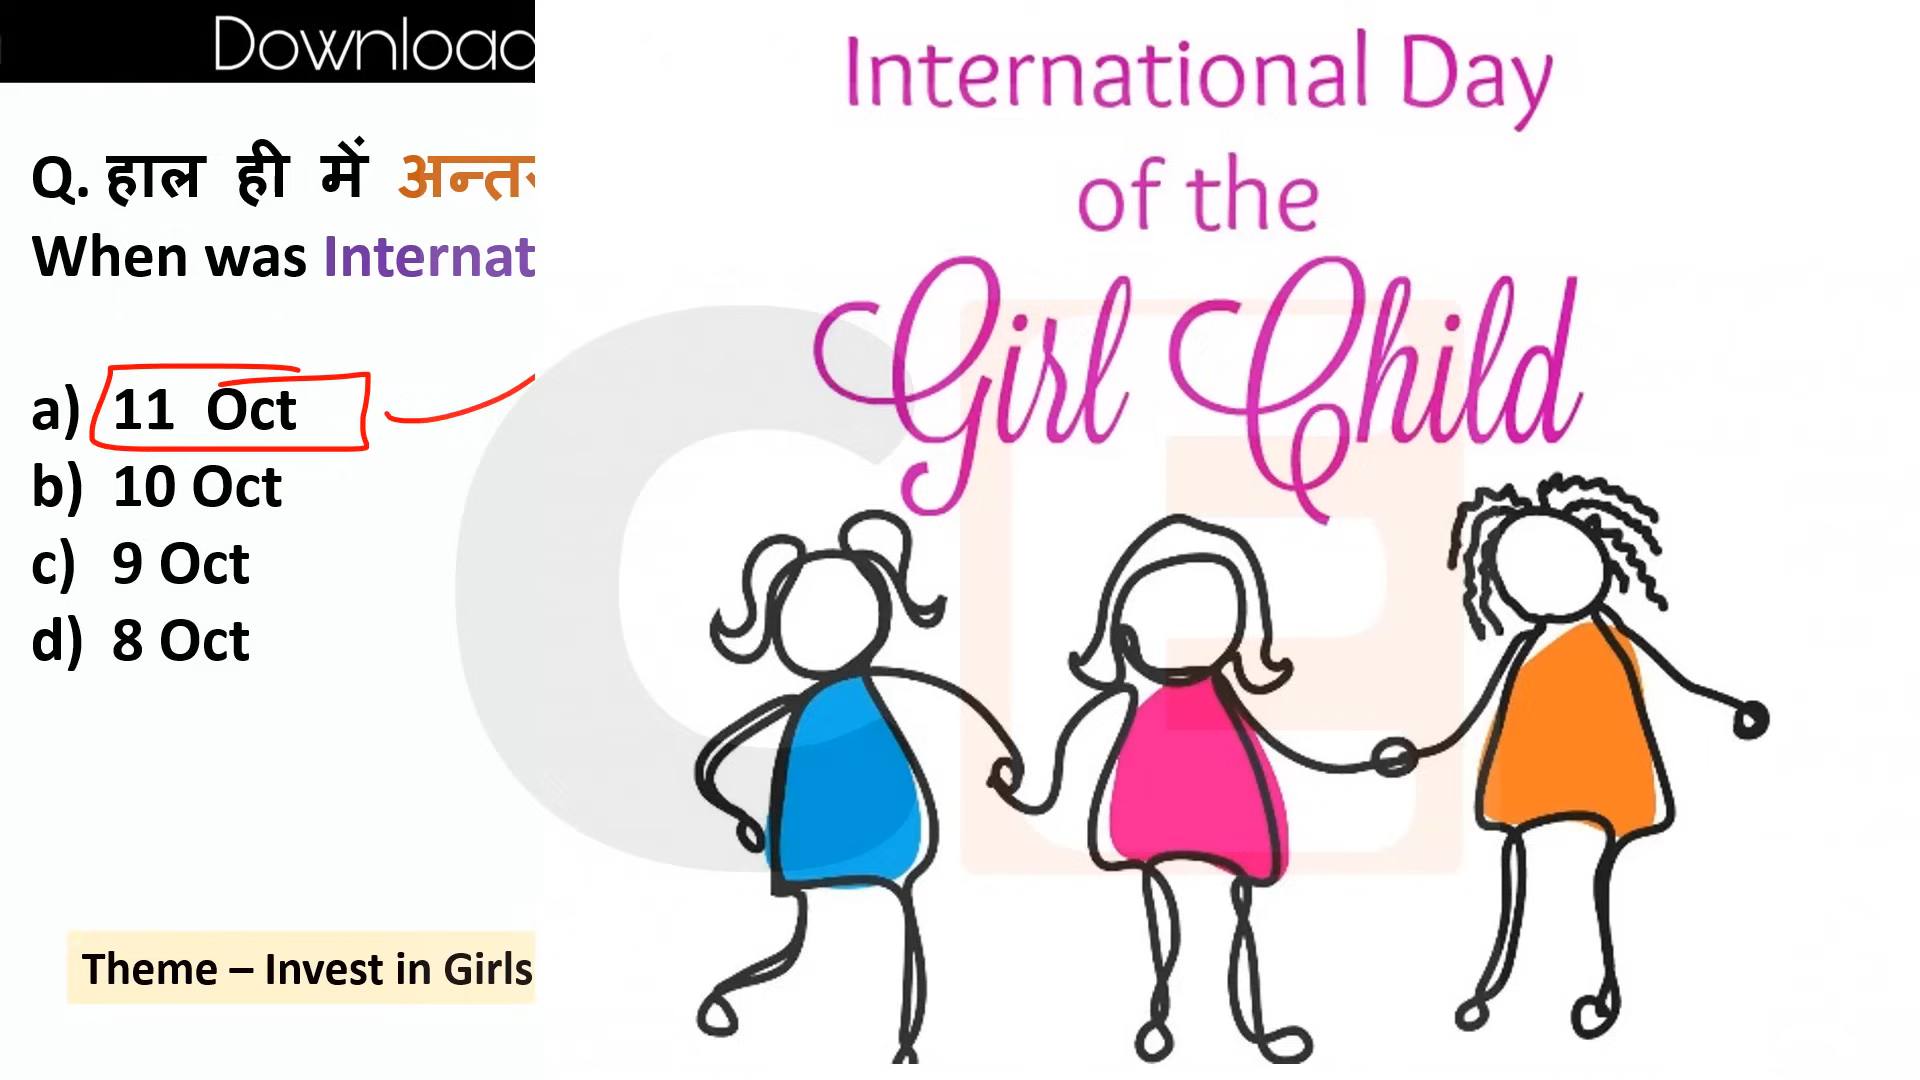 Download
Q. हाल ही में
When was Internat
a) 11 Oct
b) 10 Oct
c) 9 Oct
d) 8 Oct
Theme – Invest in Girls
International Day
of the
Girl Child